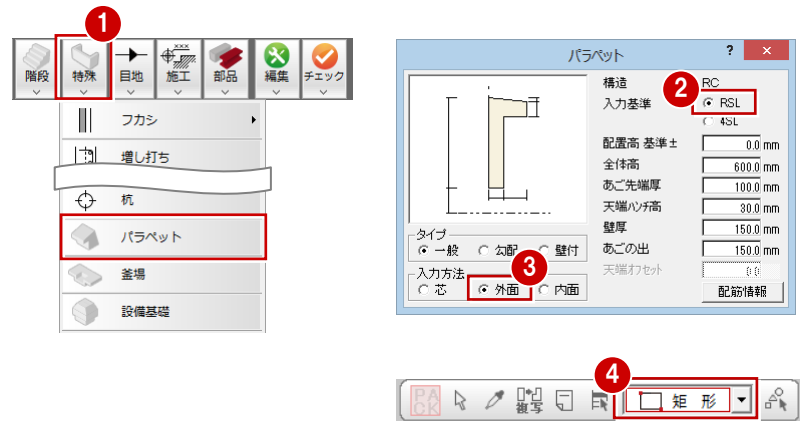 1
階段
特殊
目地
施工
部品
編集
チェック
フカシ
増し打ち
杭
パラペット
釜場
設備基礎
パラペット
?
×
2
構造 RC
入力基準 RSL
4SL
配置高 基準± 0.0 mm
全体高 600.0 mm
あご先端厚 100.0 mm
天端ハンチ高 30.0 mm
壁厚 150.0 mm
あごの出 150.0 mm
天端オフセット 0.0
配筋情報
タイプ
一般 勾配 壁付
3
入力方法
芯 外面 内面
4
PACK
複写
矩 形